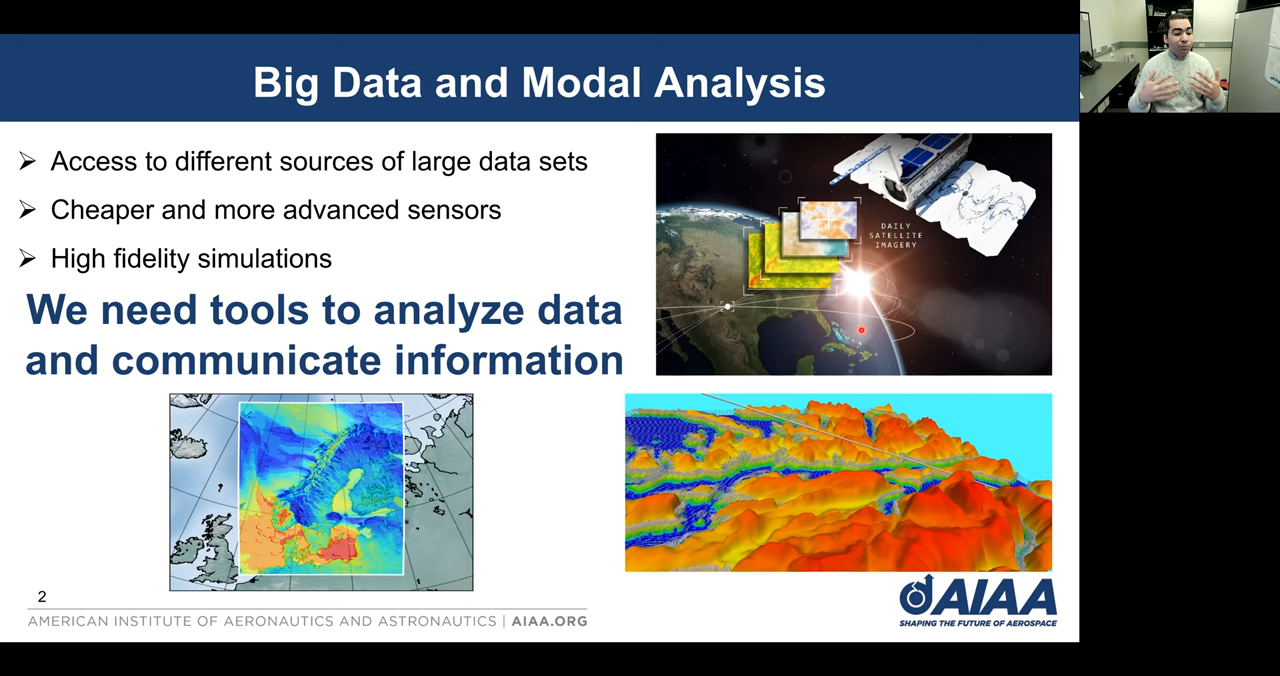 Big Data and Modal Analysis
➢ Access to different sources of large data sets
➢ Cheaper and more advanced sensors
➢ High fidelity simulations
We need tools to analyze data
and communicate information
DAILY
SATELLITE
IMAGERY
2
AMERICAN INSTITUTE OF AERONAUTICS AND ASTRONAUTICS | AIAA.ORG
AIAA
SHAPING THE FUTURE OF AEROSPACE